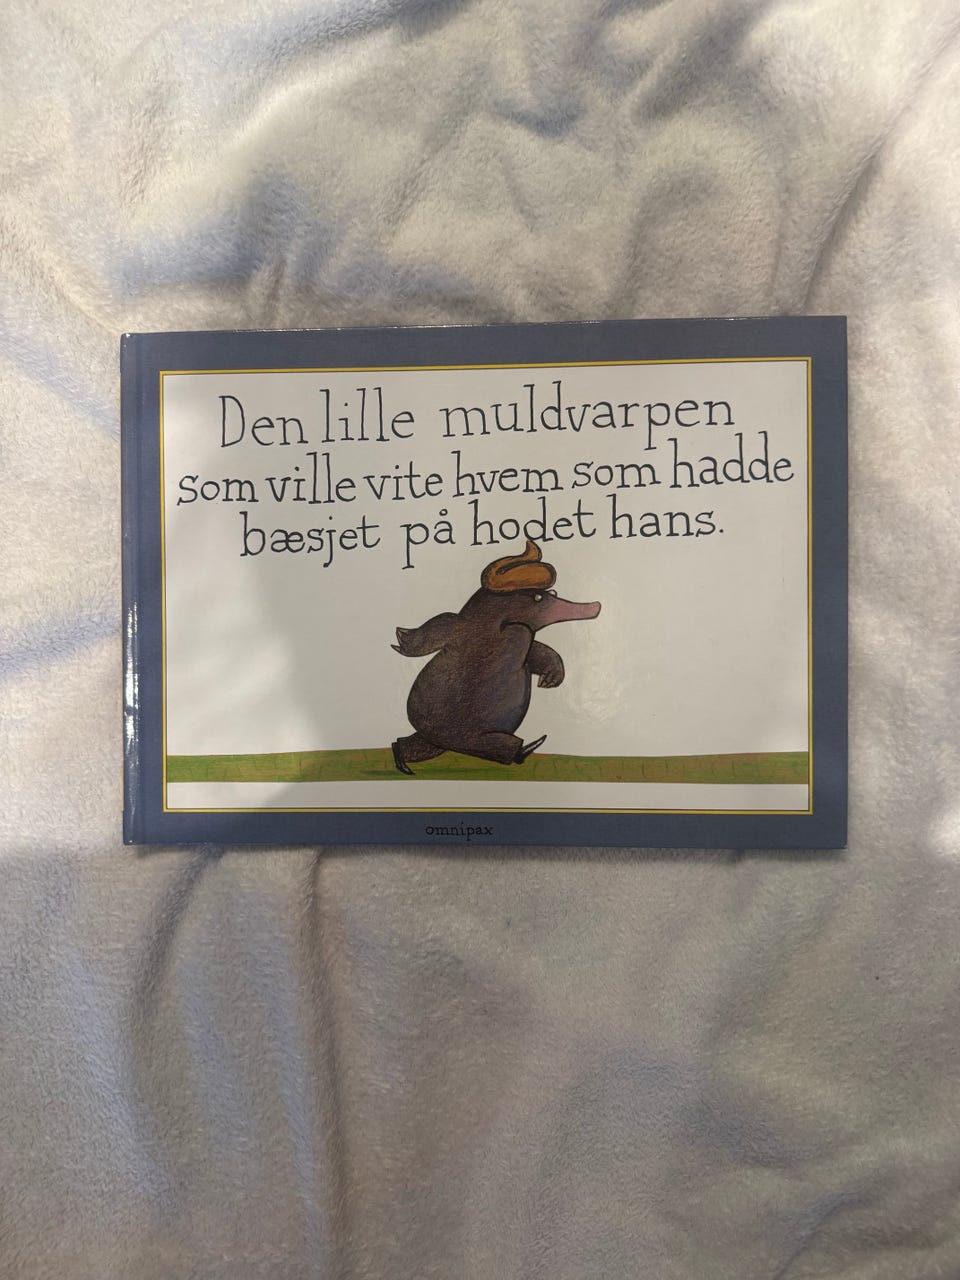 Den lille muldvarpen
som ville vite hvem som hadde
bæsjet på hodet hans.
omnipax